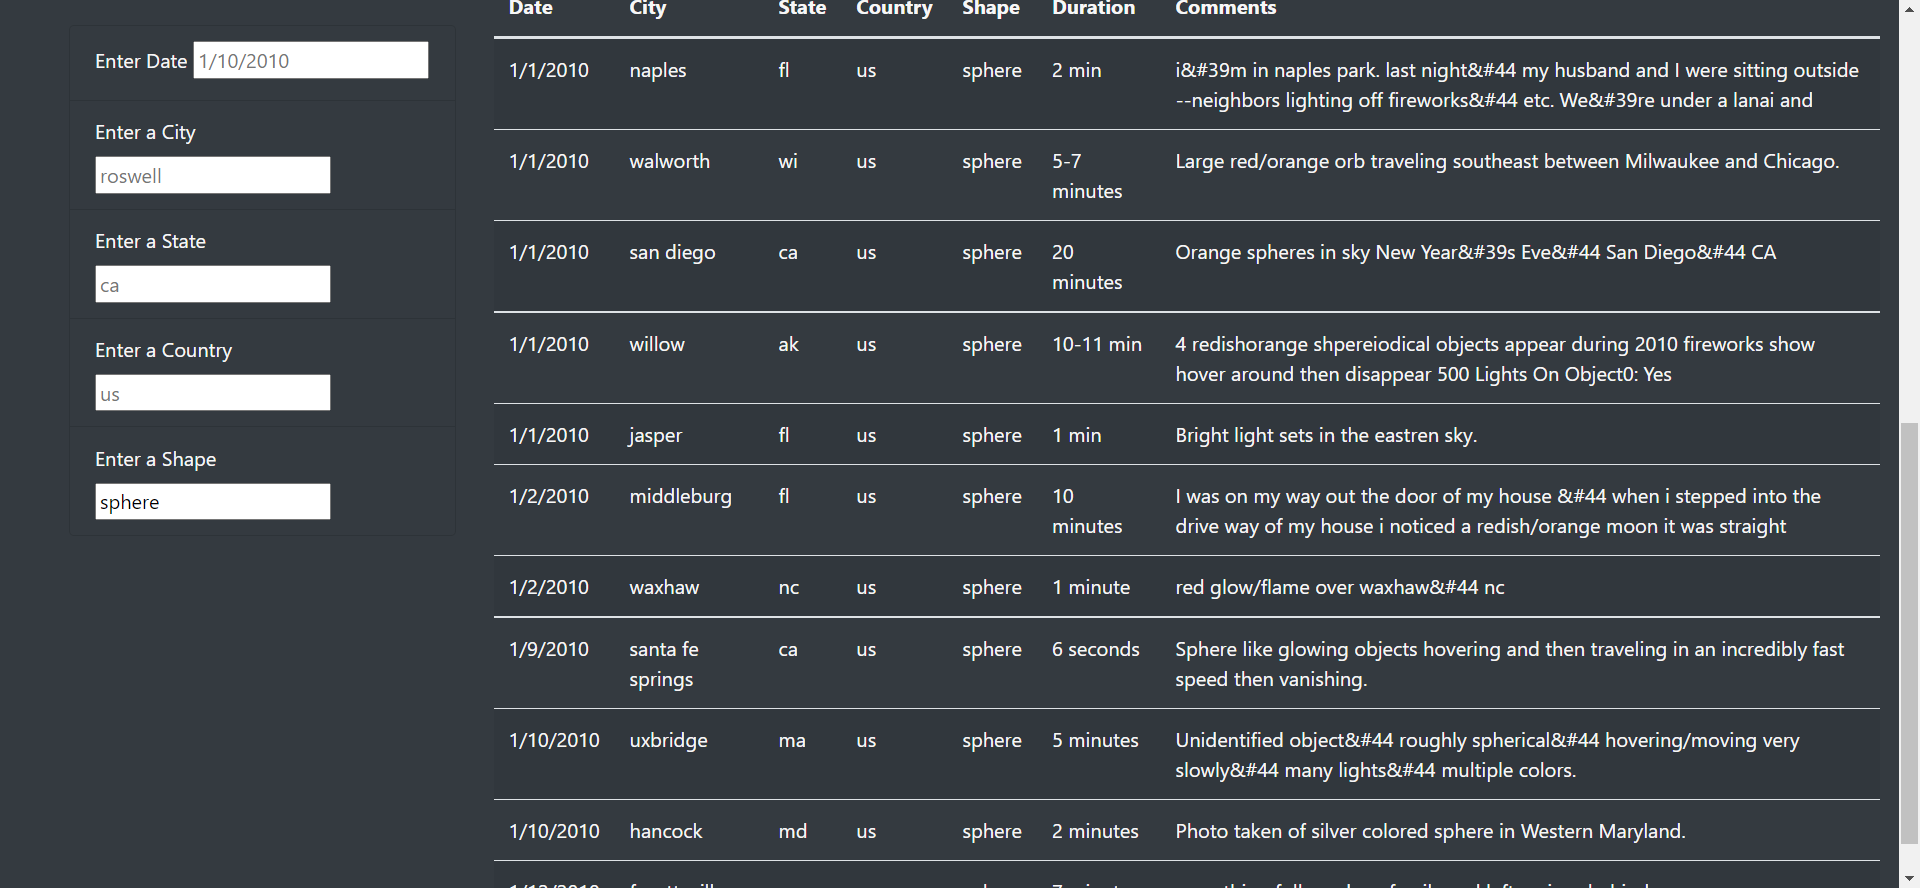 Enter Date 1/10/2010
Enter a City
roswell
Enter a State
ca
Enter a Country
us
Enter a Shape
sphere
Date City State Country Shape Duration Comments
1/1/2010 naples fl us sphere 2 min i&#39m in naples park. last night&#44 my husband and I were sitting outside
--neighbors lighting off fireworks&#44 etc. We&#39re under a lanai and
1/1/2010 walworth wi us sphere 5-7 Large red/orange orb traveling southeast between Milwaukee and Chicago.
minutes
1/1/2010 san diego ca us sphere 20 Orange spheres in sky New Year&#39s Eve&#44 San Diego&#44 CA
minutes
1/1/2010 willow ak us sphere 10-11 min 4 redishorange shpereiodical objects appear during 2010 fireworks show
hover around then disappear 500 Lights On Object0: Yes
1/1/2010 jasper fl us sphere 1 min Bright light sets in the eastren sky.
1/2/2010 middleburg fl us sphere 10 I was on my way out the door of my house &#44 when i stepped into the
minutes drive way of my house i noticed a redish/orange moon it was straight
1/2/2010 waxhaw nc us sphere 1 minute red glow/flame over waxhaw&#44 nc
1/9/2010 santa fe ca us sphere 6 seconds Sphere like glowing objects hovering and then traveling in an incredibly fast
springs speed then vanishing.
1/10/2010 uxbridge ma us sphere 5 minutes Unidentified object&#44 roughly spherical&#44 hovering/moving very
slowly&#44 many lights&#44 multiple colors.
1/10/2010 hancock md us sphere 2 minutes Photo taken of silver colored sphere in Western Maryland.